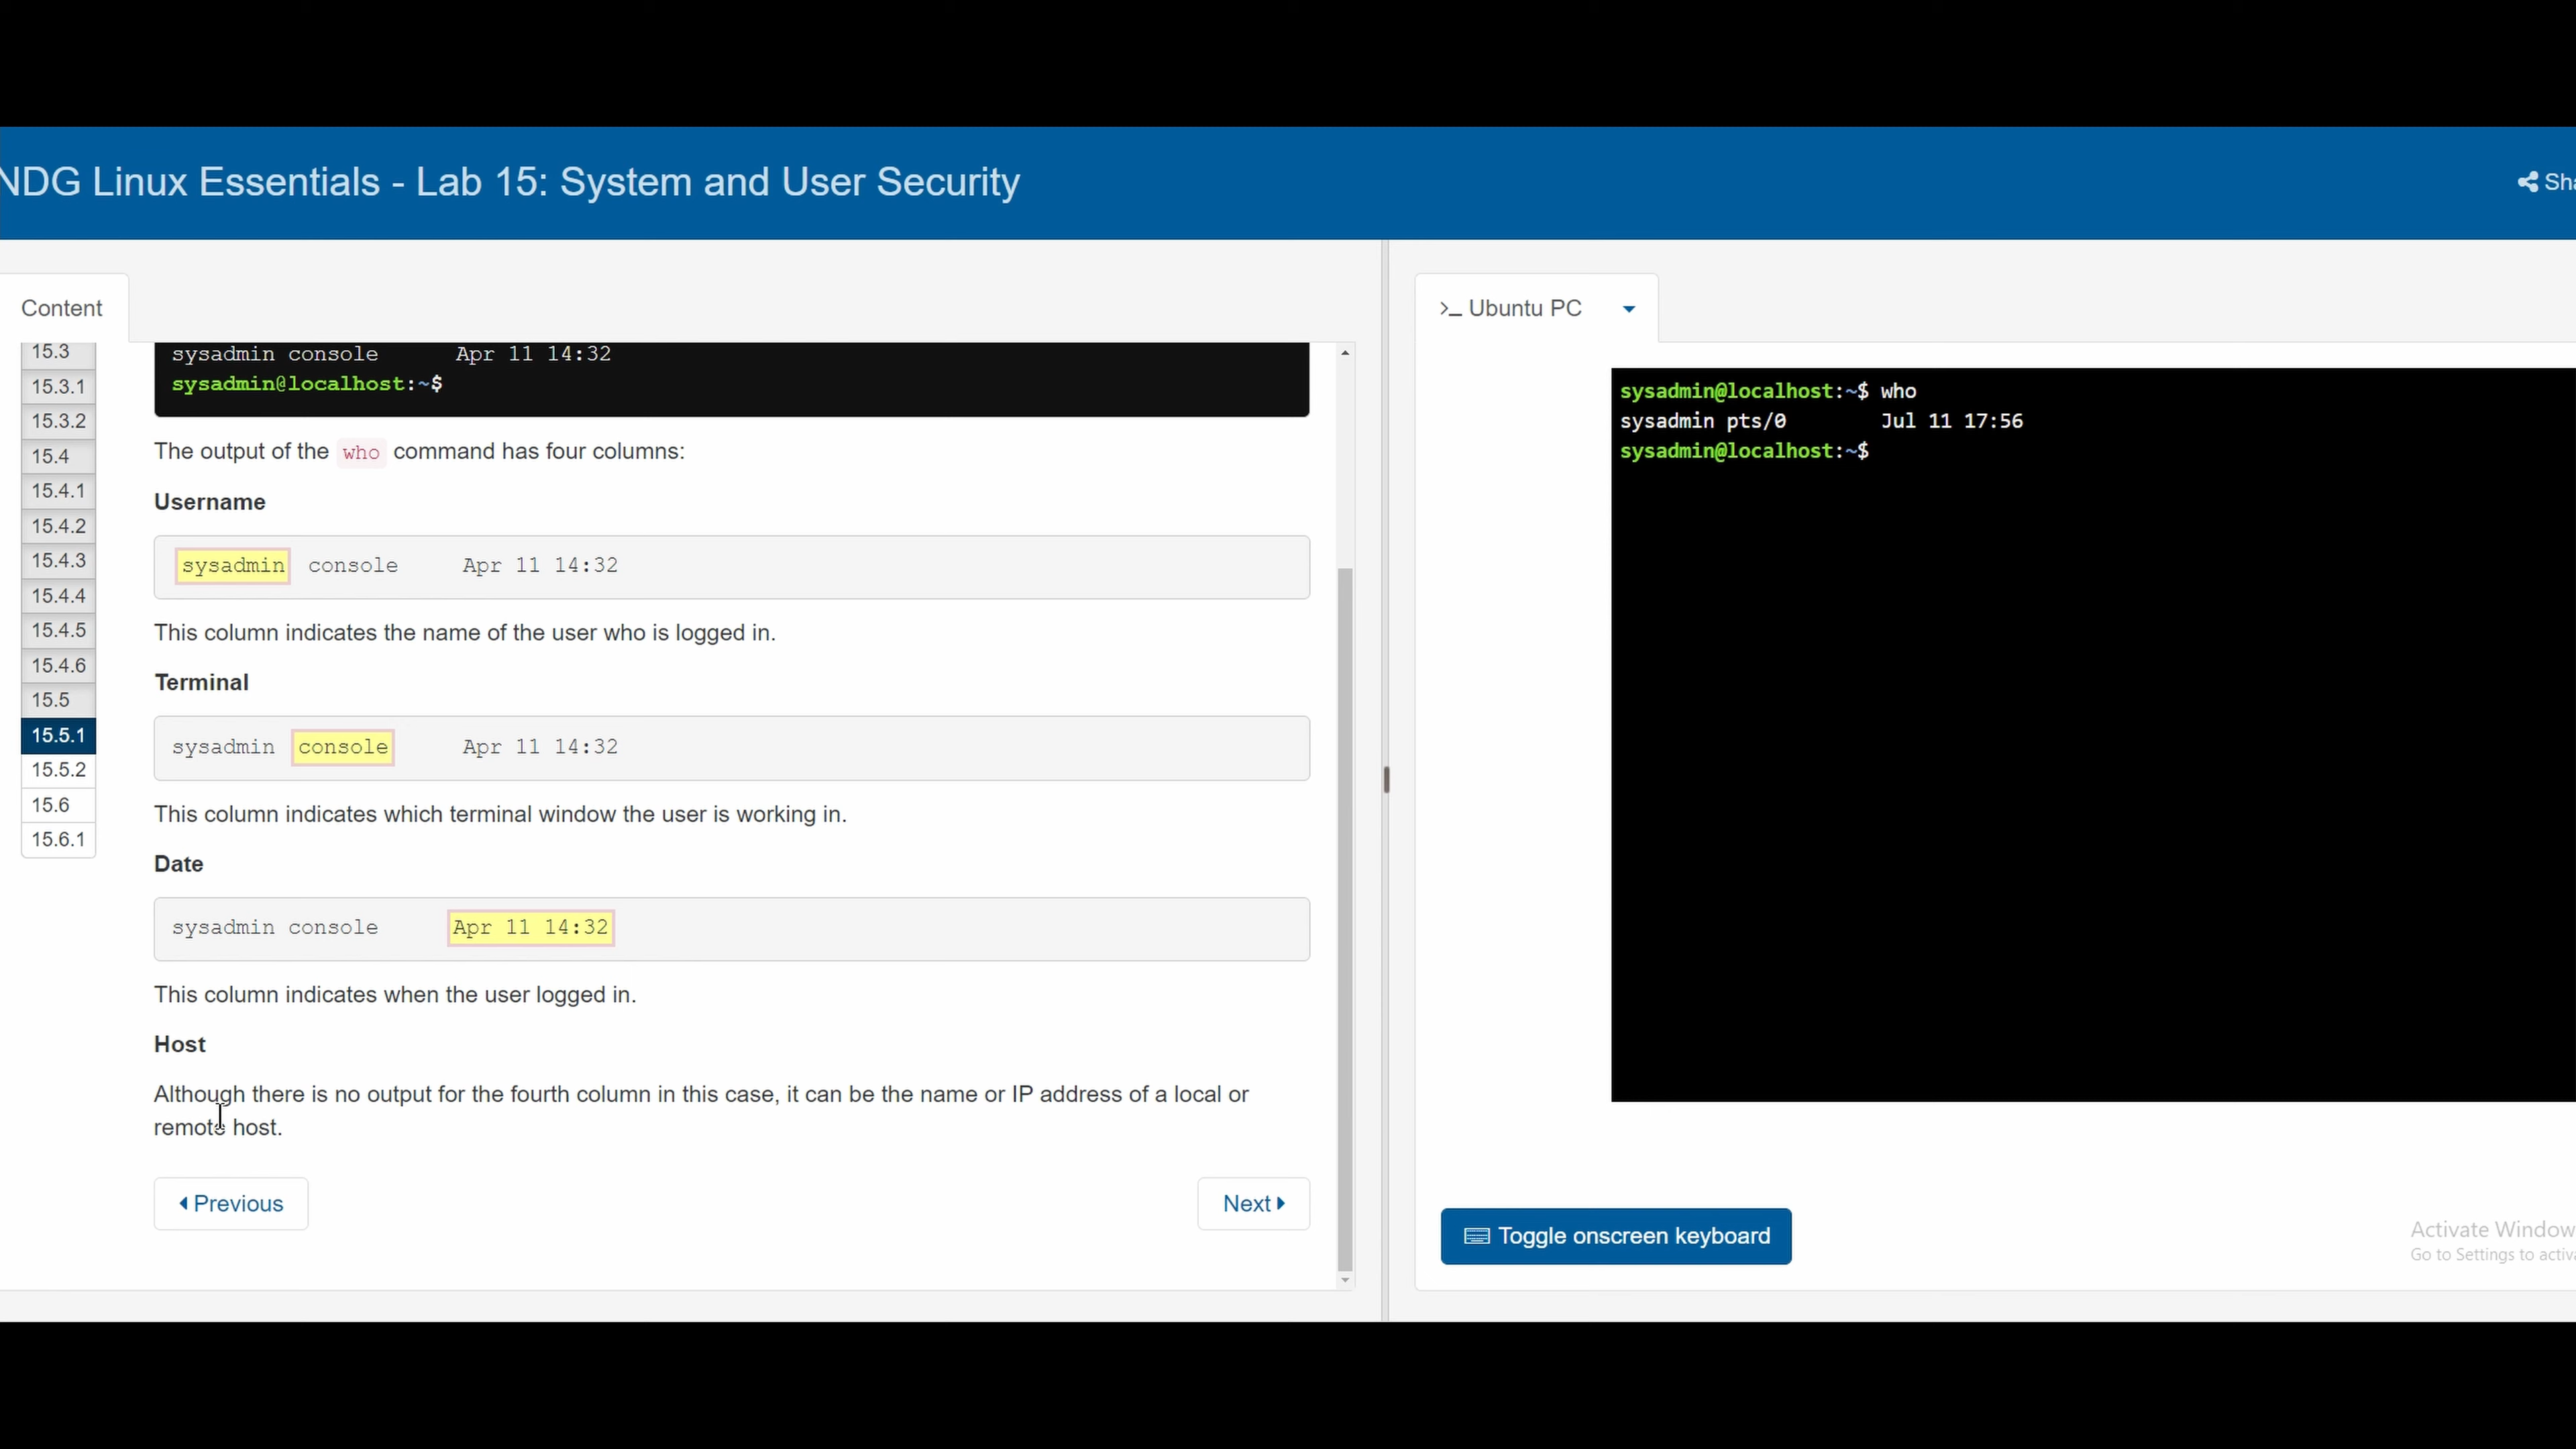 NDG Linux Essentials - Lab 15: System and User Security
Content
15.3
15.3.1
15.3.2
15.4
15.4.1
15.4.2
15.4.3
15.4.4
15.4.5
15.4.6
15.5
15.5.1
15.5.2
15.6
15.6.1
sysadmin console      Apr 11 14:32
sysadmin@localhost:~$
The output of the who command has four columns:
Username
sysadmin console     Apr 11 14:32
This column indicates the name of the user who is logged in.
Terminal
sysadmin console     Apr 11 14:32
This column indicates which terminal window the user is working in.
Date
sysadmin console     Apr 11 14:32
This column indicates when the user logged in.
Host
Although there is no output for the fourth column in this case, it can be the name or IP address of a local or
remote host.
Previous
Next
Sha
>_ Ubuntu PC
sysadmin@localhost:~$ who
sysadmin pts/0        Jul 11 17:56
sysadmin@localhost:~$
Toggle onscreen keyboard
Activate Window
Go to Settings to activa